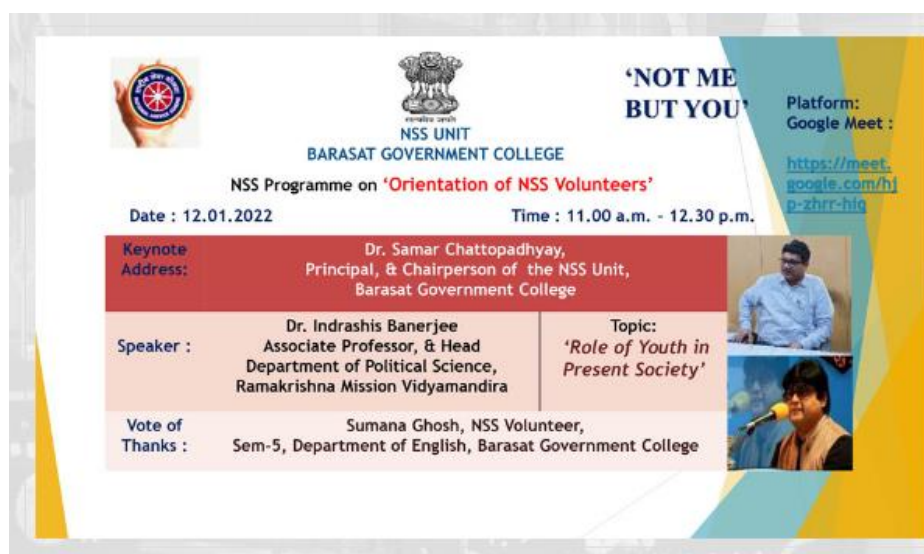 ‘NOT ME
BUT YOU’
NSS UNIT
BARASAT GOVERNMENT COLLEGE
NSS Programme on ‘Orientation of NSS Volunteers’
Date : 12.01.2022
Time : 11.00 a.m. - 12.30 p.m.
Platform:
Google Meet :
https://meet.
google.com/hj
p-zhrr-hiq
Keynote
Address:
Dr. Samar Chattopadhyay,
Principal, & Chairperson of the NSS Unit,
Barasat Government College
Speaker :
Dr. Indrashis Banerjee
Associate Professor, & Head
Department of Political Science,
Ramakrishna Mission Vidyamandira
Topic:
‘Role of Youth in
Present Society’
Vote of
Thanks :
Sumana Ghosh, NSS Volunteer,
Sem-5, Department of English, Barasat Government College